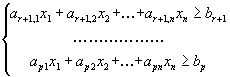 a_{r+1,1}x_1 + a_{r+1,2}x_2 + ... + a_{r+1,n}x_n ≥ b_{r+1}
...................
a_{p1}x_1 + a_{p2}x_2 + ... + a_{pn}x_n ≥ b_p